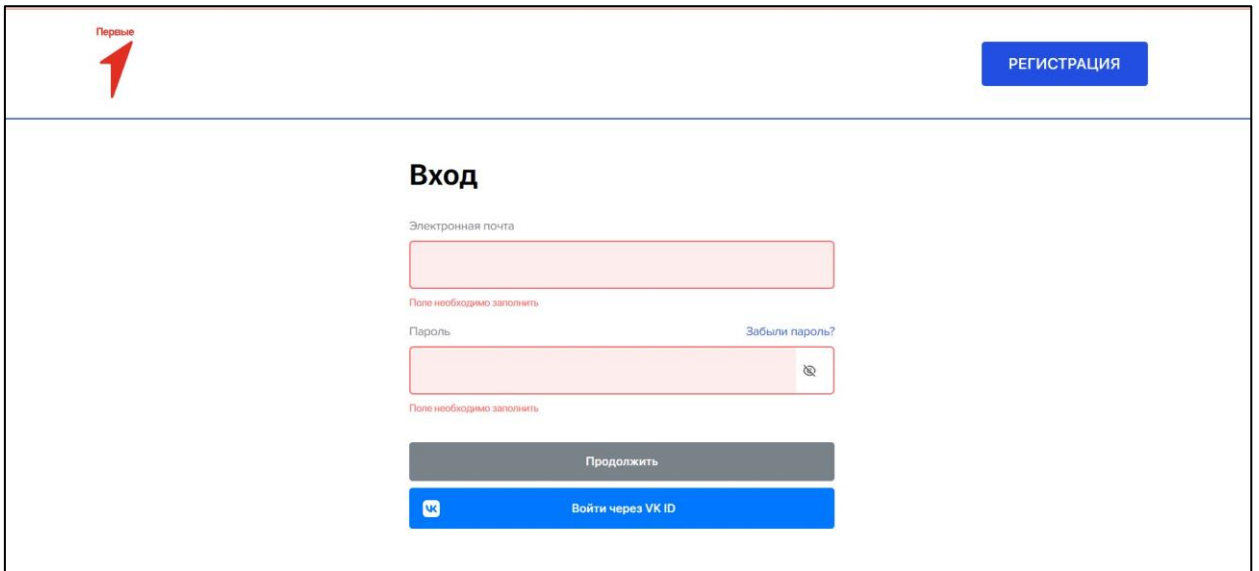 Первые
РЕГИСТРАЦИЯ
Вход
Электронная почта
Поле необходимо заполнить
Пароль
Забыли пароль?
Поле необходимо заполнить
Продолжить
Войти через VK ID